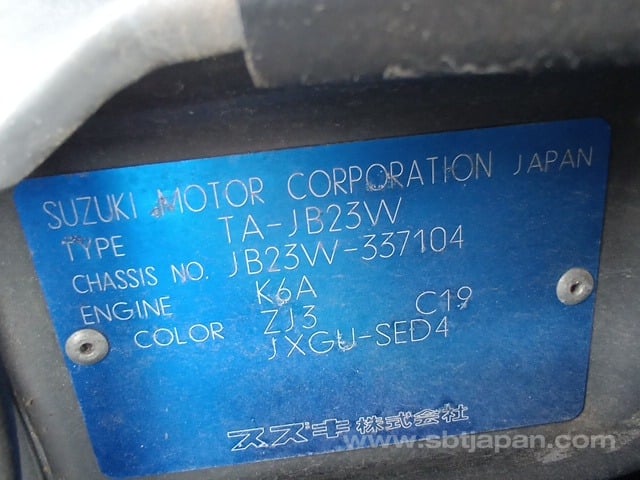 SUZUKI MOTOR CORPORATION JAPAN
TYPE TA-JB23W
CHASSIS NO. JB23W-337104
ENGINE K6A
COLOR ZJ3 C19
JXGU-SED4
スズキ株式会社
www.sbtjapan.com